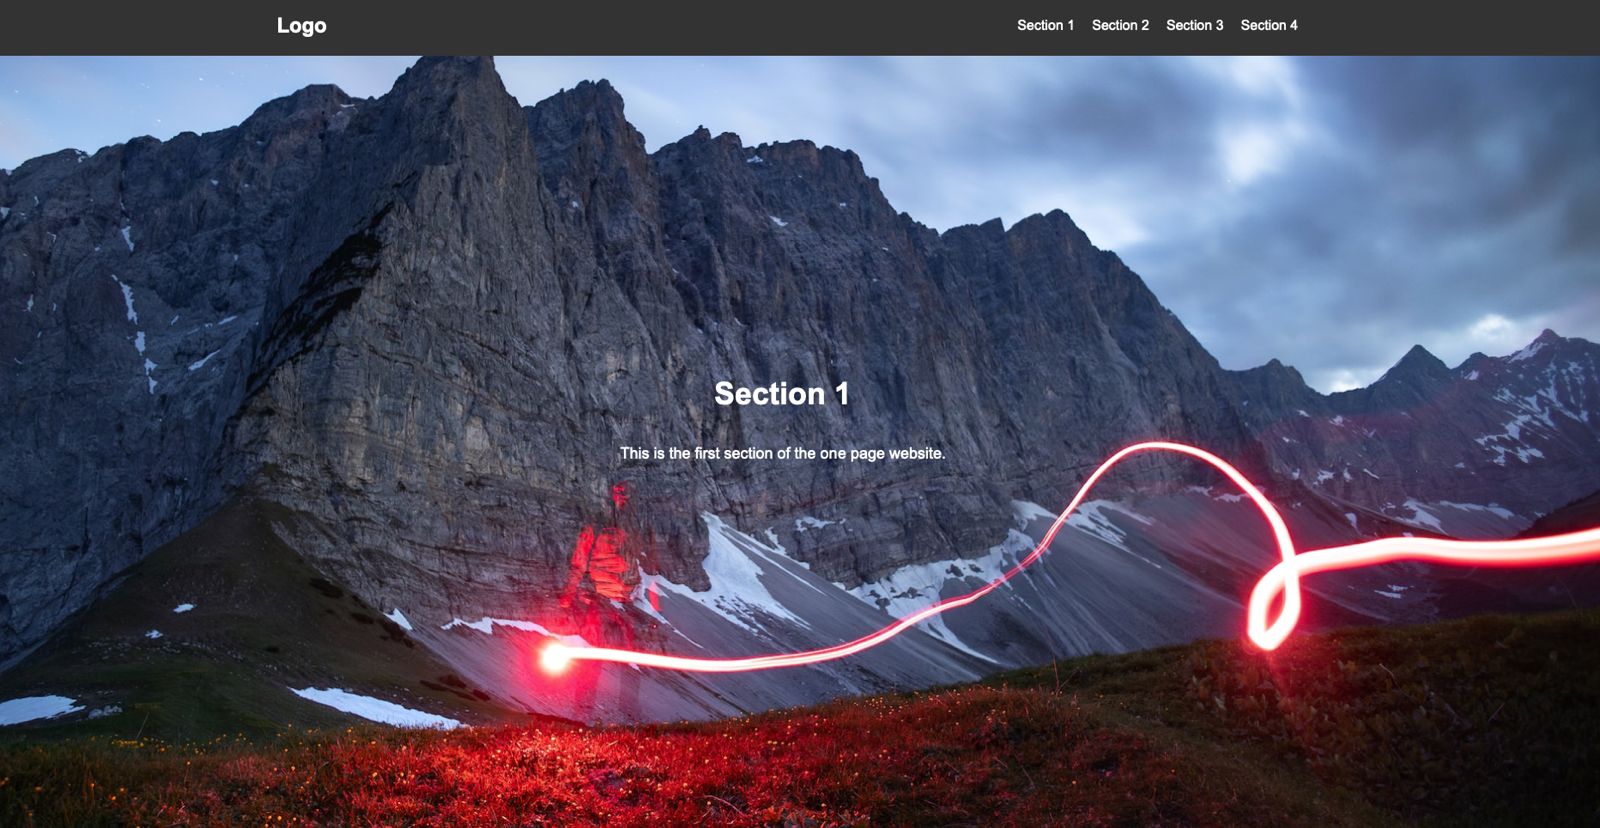 Logo
Section 1 Section 2 Section 3 Section 4
Section 1
This is the first section of the one page website.